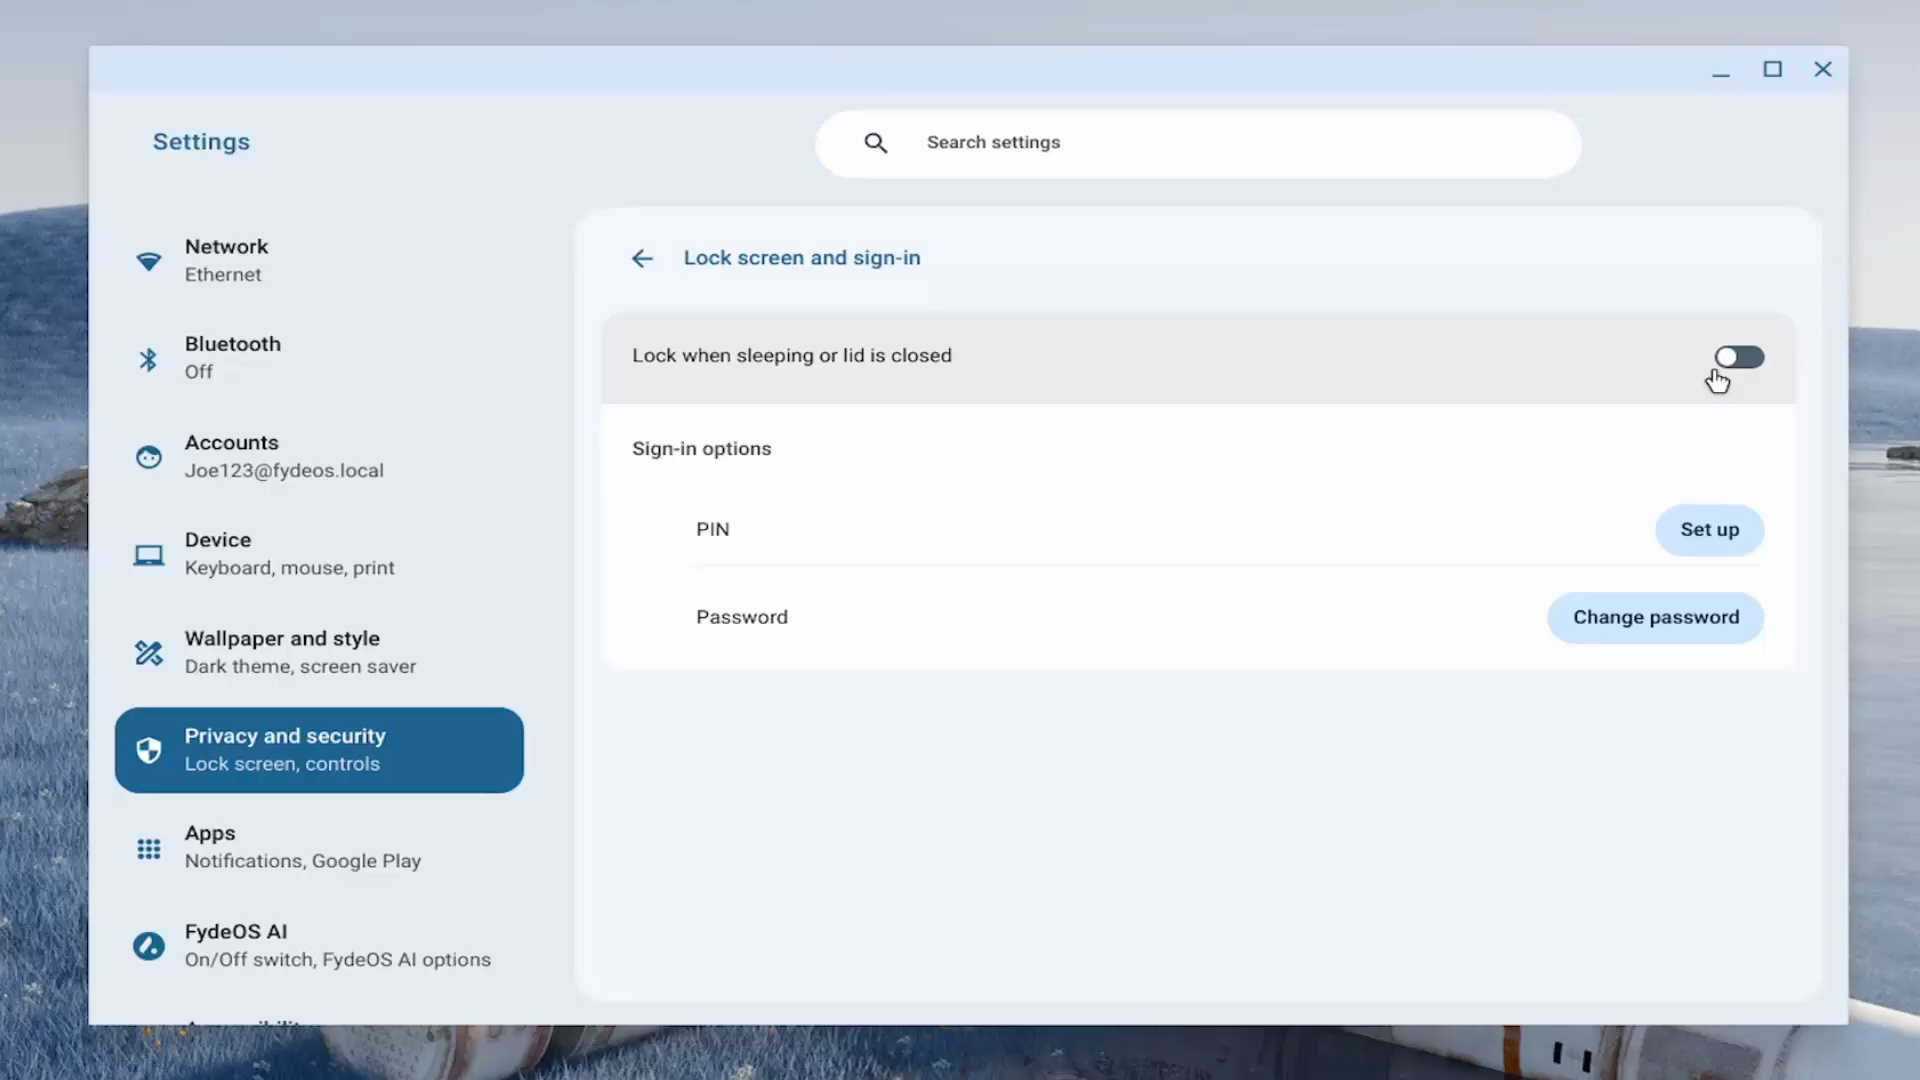 Settings
Search settings
Network
Ethernet
Bluetooth
Off
Accounts
Joe123@fydeos.local
Device
Keyboard, mouse, print
Wallpaper and style
Dark theme, screen saver
Privacy and security
Lock screen, controls
Apps
Notifications, Google Play
FydeOS AI
On/Off switch, FydeOS AI options
Lock screen and sign-in
Lock when sleeping or lid is closed
Sign-in options
PIN
Set up
Password
Change password